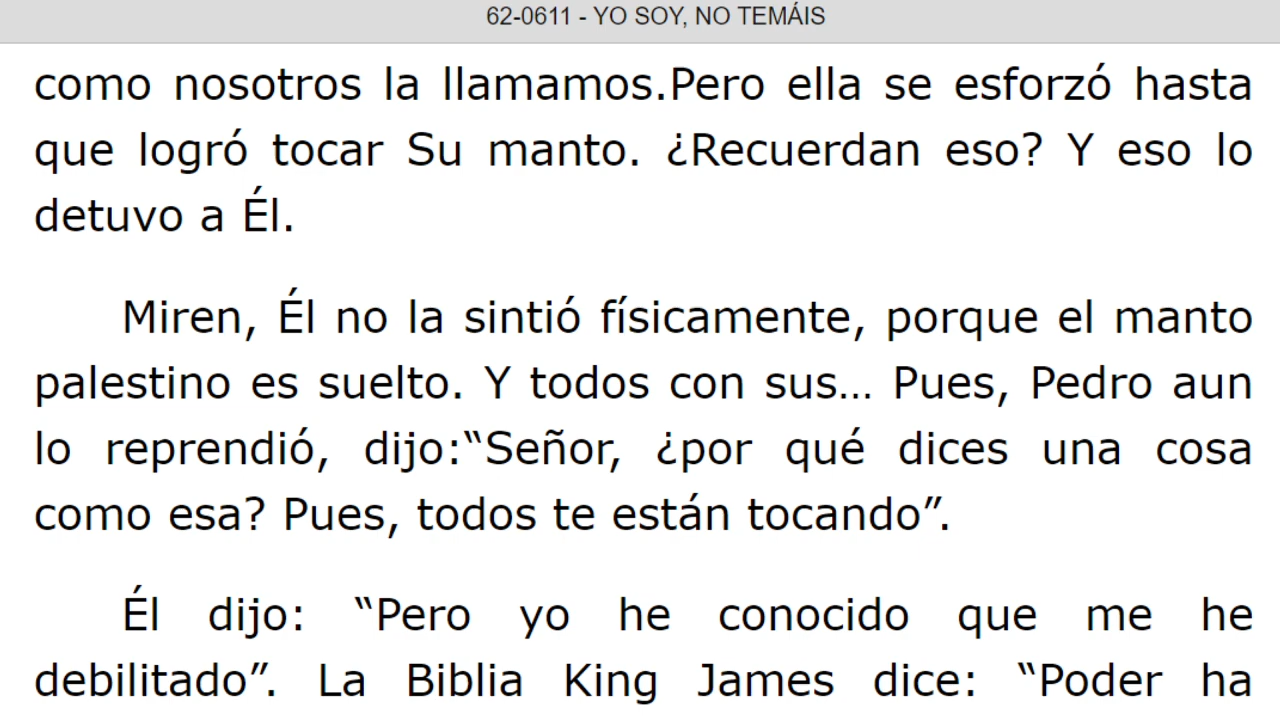 62-0611 - YO SOY, NO TEMÁIS
como nosotros la llamamos.Pero ella se esforzó hasta
que logró tocar Su manto. ¿Recuerdan eso? Y eso lo
detuvo a Él.
Miren, Él no la sintió físicamente, porque el manto
palestino es suelto. Y todos con sus… Pues, Pedro aun
lo reprendió, dijo:“Señor, ¿por qué dices una cosa
como esa? Pues, todos te están tocando”.
Él dijo: “Pero yo he conocido que me he
debilitado”. La Biblia King James dice: “Poder ha